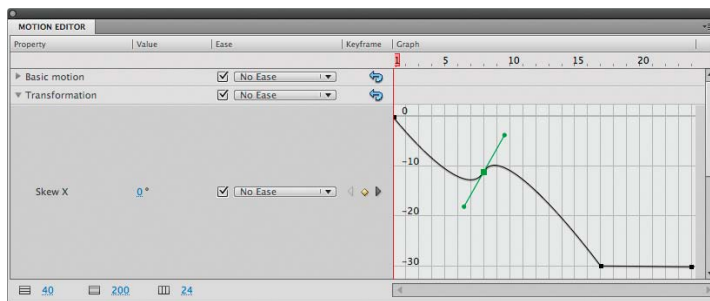 MOTION EDITOR
Property Value Ease Keyframe Graph
1 5 10 15 20
Basic motion No Ease
Transformation No Ease
0
-10
Skew X 0° No Ease
-20
-30
40 200 24